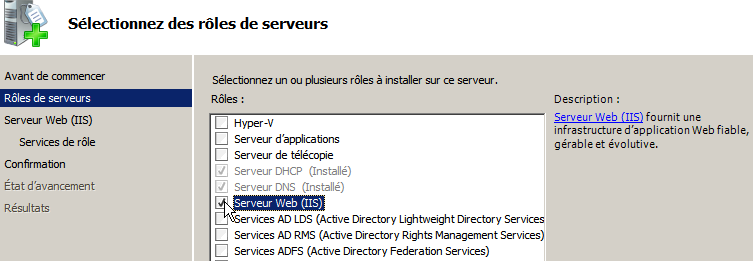 Sélectionnez des rôles de serveurs
Avant de commencer
Rôles de serveurs
Serveur Web (IIS)
Services de rôle
Confirmation
État d'avancement
Résultats
Sélectionnez un ou plusieurs rôles à installer sur ce serveur.
Rôles :
Hyper-V
Serveur d'applications
Serveur de télécopie
Serveur DHCP (Installé)
Serveur DNS (Installé)
Serveur Web (IIS)
Services AD LDS (Active Directory Lightweight Directory Services
Services AD RMS (Active Directory Rights Management Services)
Services ADFS (Active Directory Federation Services)
Description :
Serveur Web (IIS) fournit une
infrastructure d'application Web fiable,
gérable et évolutive.